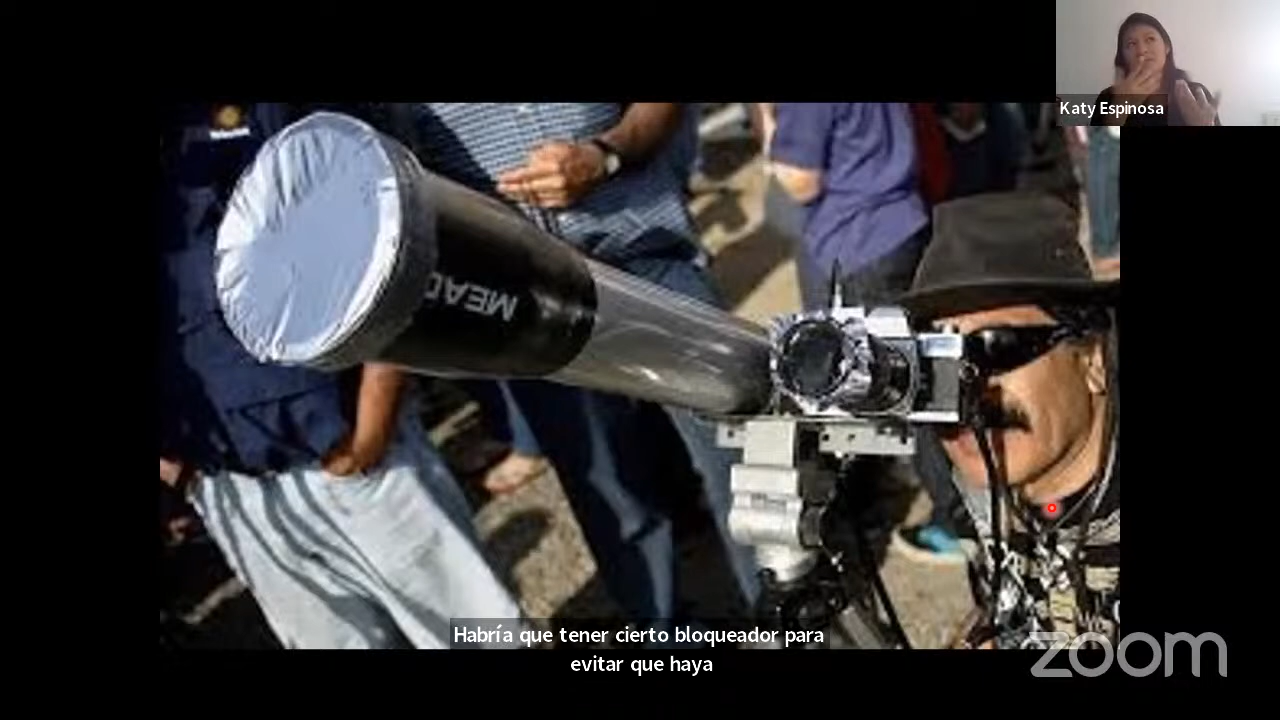 Katy Espinosa
MEAD
Habría que tener cierto bloqueador para
evitar que haya
zoom